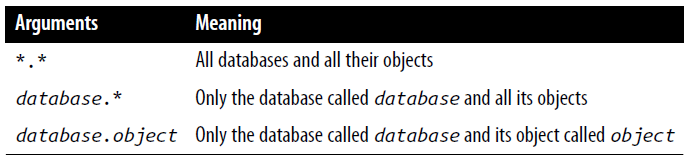 Arguments Meaning
*.* All databases and all their objects
database.* Only the database called database and all its objects
database.object Only the database called database and its object called object